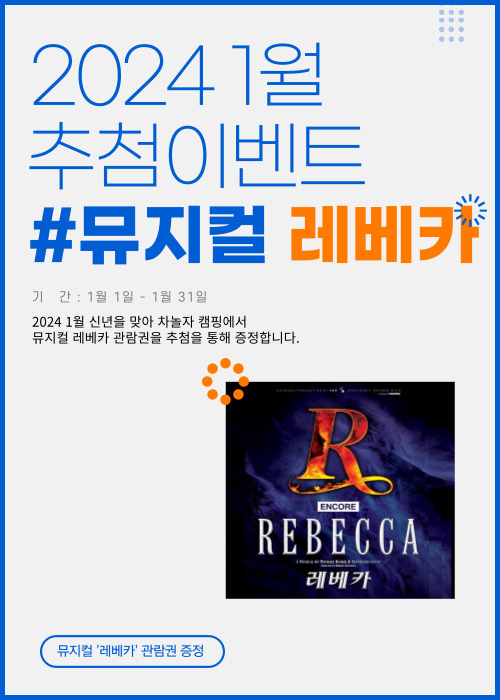 2024 1월
추첨이벤트
#뮤지컬 레베카
기 간 : 1월 1일 - 1월 31일
2024 1월 신년을 맞아 차놀자 캠핑에서
뮤지컬 레베카 관람권을 추첨을 통해 증정합니다.
R
ENCORE
REBECCA
레베카
뮤지컬 '레베카' 관람권 증정